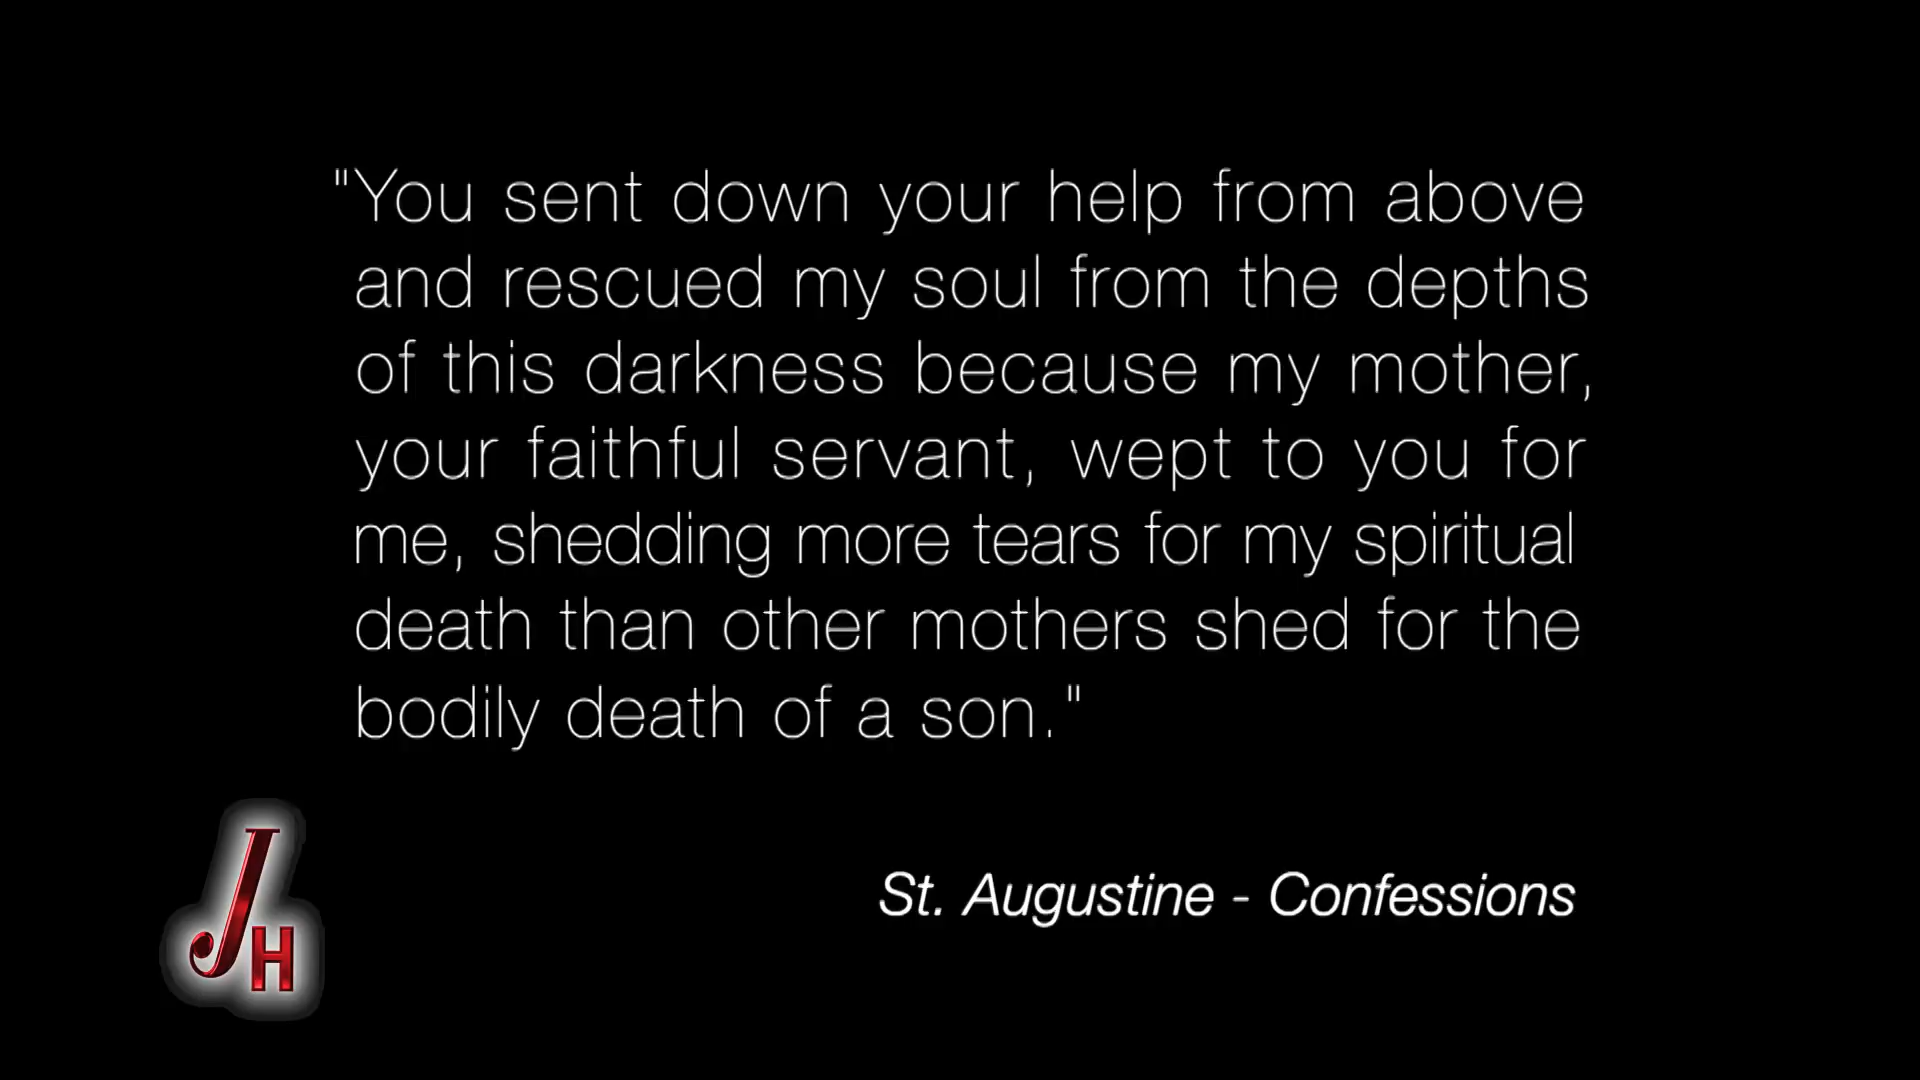 "You sent down your help from above
and rescued my soul from the depths
of this darkness because my mother,
your faithful servant, wept to you for
me, shedding more tears for my spiritual
death than other mothers shed for the
bodily death of a son."
St. Augustine - Confessions
JH